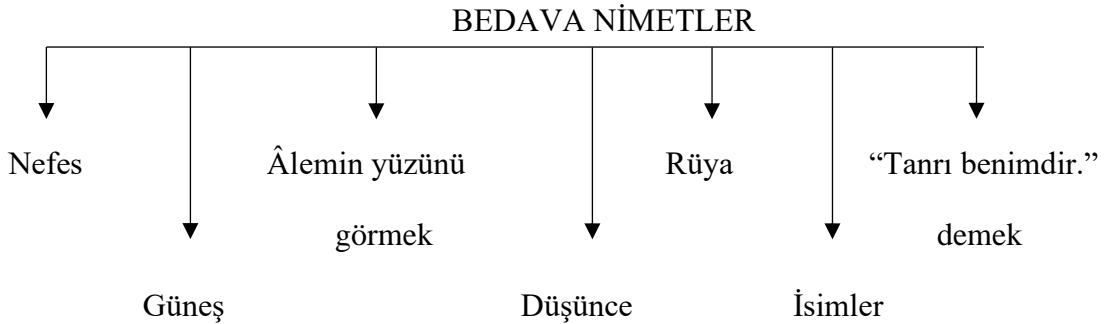 BEDAVA NİMETLER
Nefes
Âlemin yüzünü
görmek
Rüya
“Tanrı benimdir.”
demek
Güneş
Düşünce
İsimler